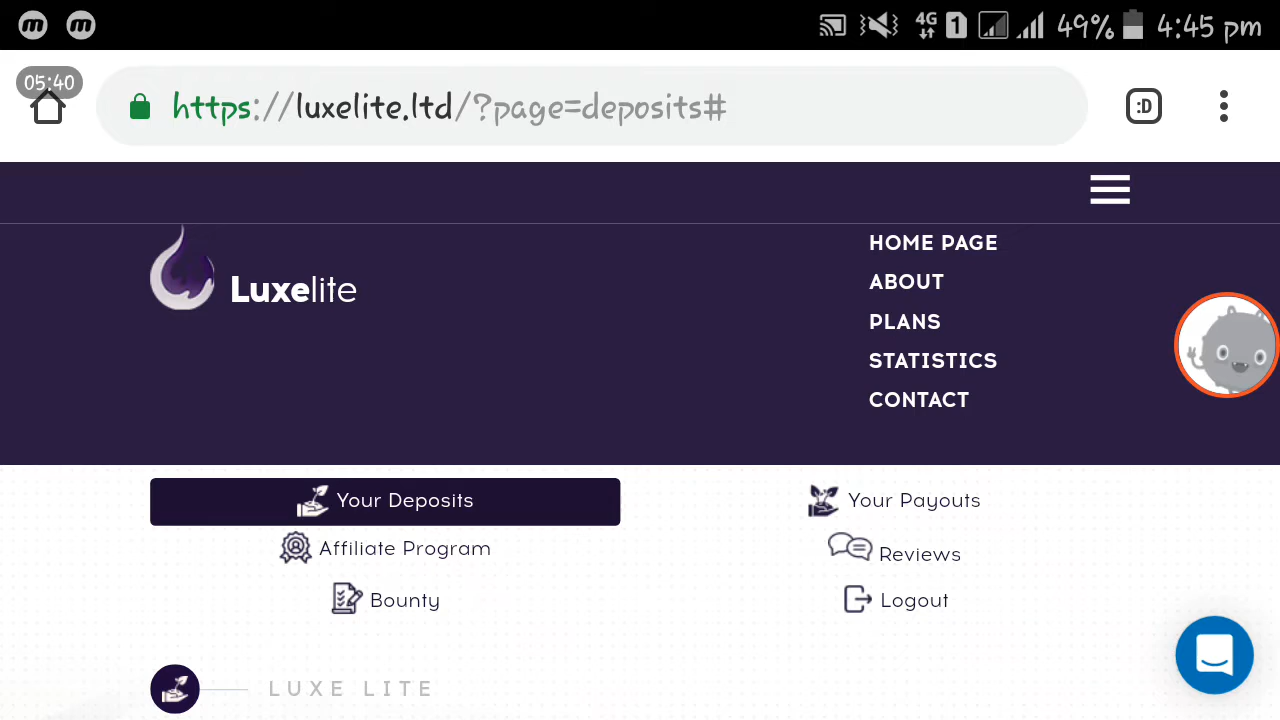 4G 1 49% 4:45 pm
05:40
https://luxelite.ltd/?page=deposits#
:D
Luxelite
HOME PAGE
ABOUT
PLANS
STATISTICS
CONTACT
Your Deposits
Your Payouts
Affiliate Program
Reviews
Bounty
Logout
LUXE LITE